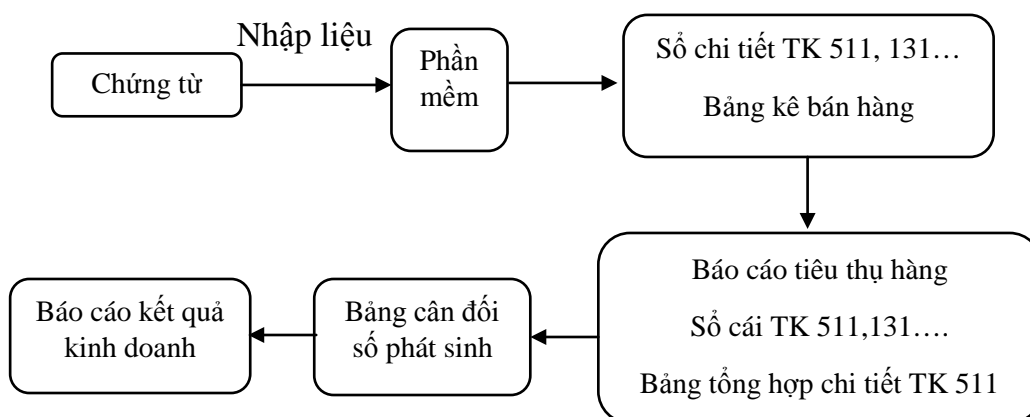 Nhập liệu
Chứng từ
Phần
mềm
Sổ chi tiết TK 511, 131…
Bảng kê bán hàng
Báo cáo tiêu thụ hàng
Sổ cái TK 511,131….
Bảng tổng hợp chi tiết TK 511
Bảng cân đối
số phát sinh
Báo cáo kết quả
kinh doanh